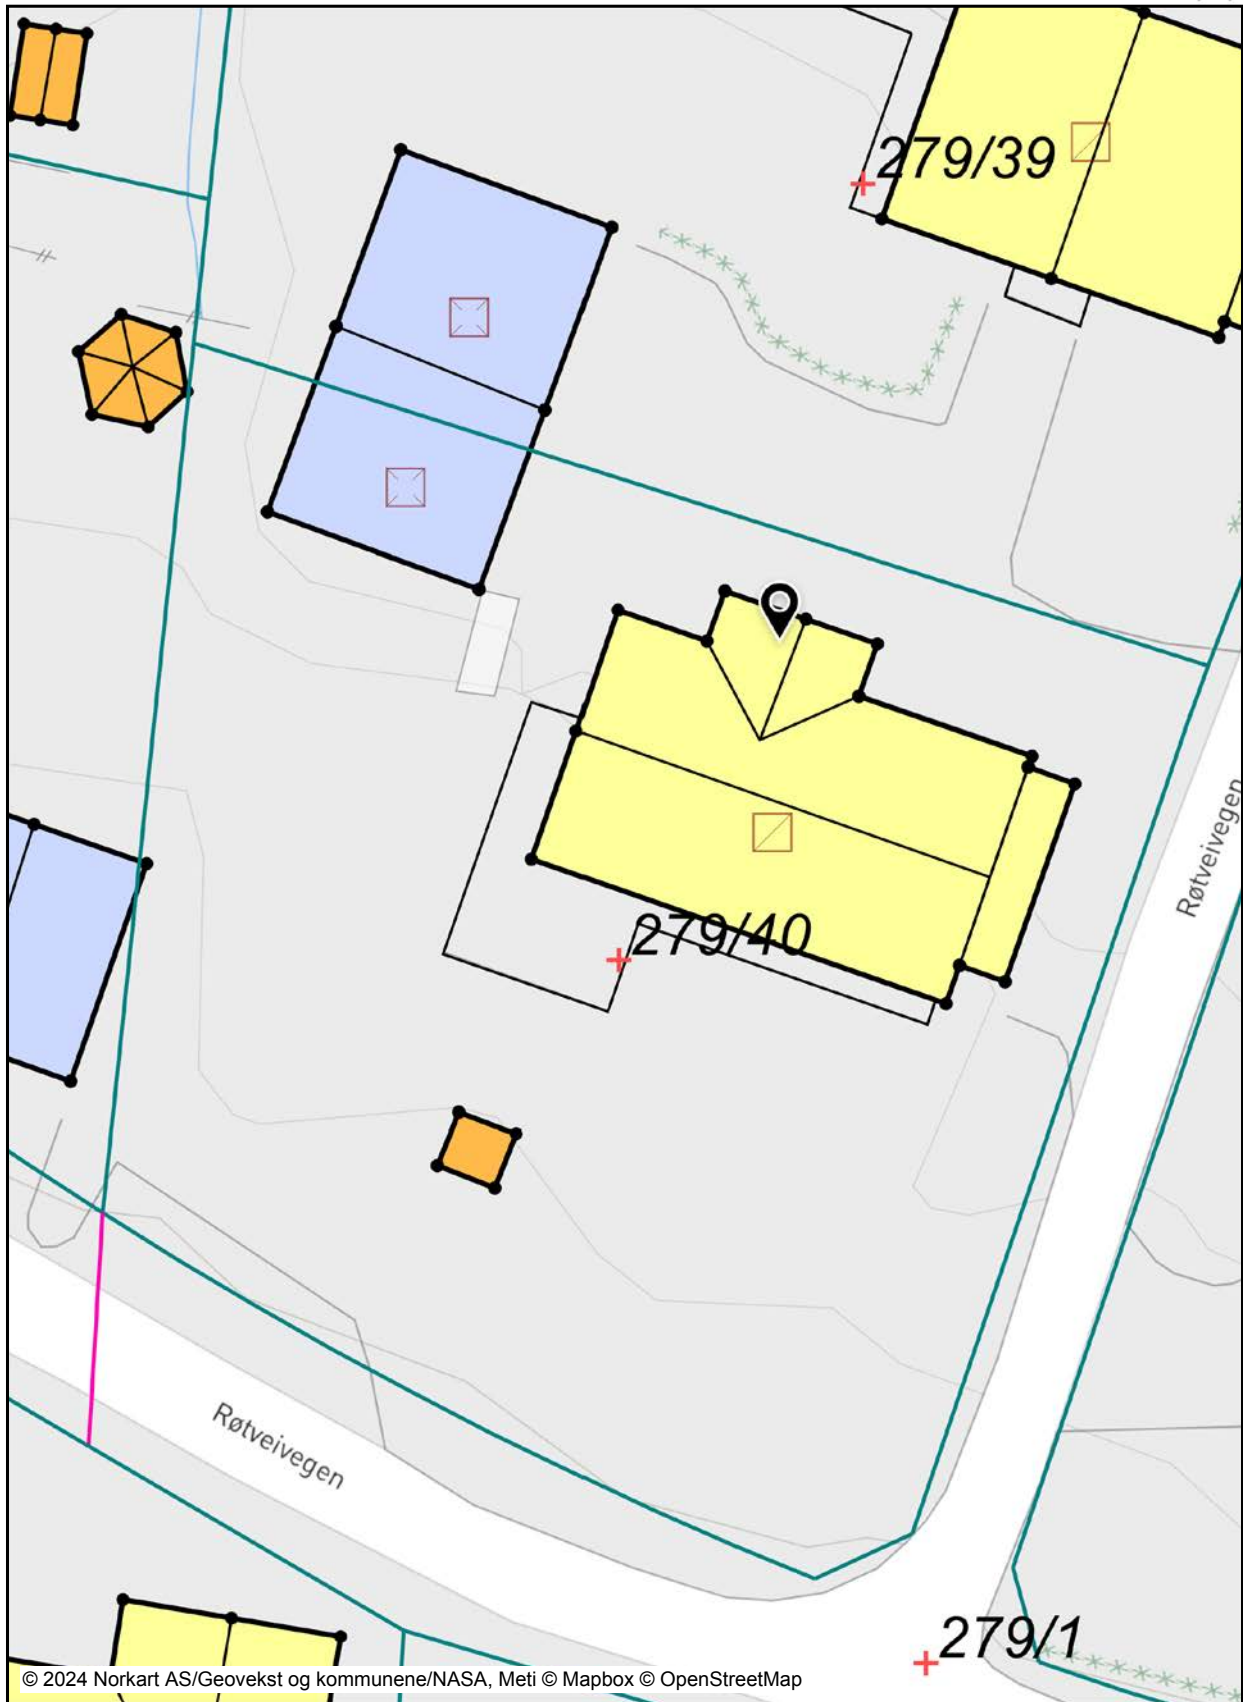 279/39
Røtveivegen
279/40
Røtveivegen
279/1
© 2024 Norkart AS/Geovekst og kommunene/NASA, Meti © Mapbox © OpenStreetMap